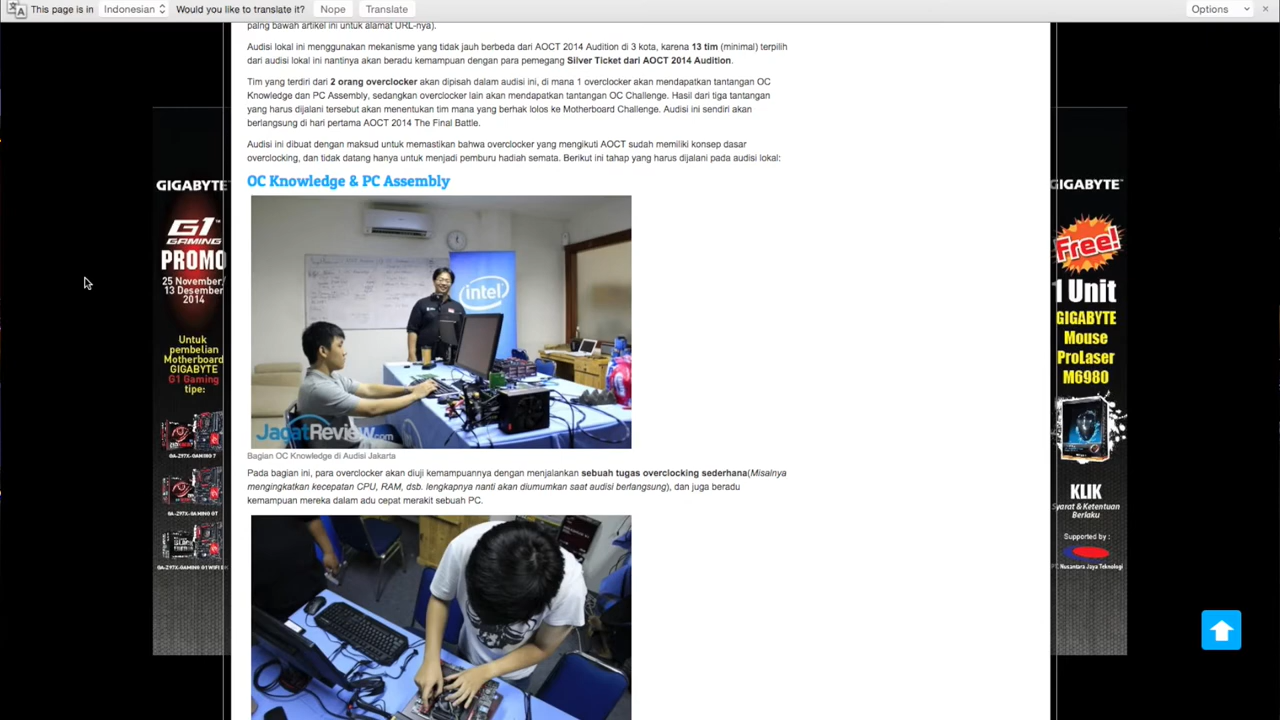 This page is in Indonesian Would you like to translate it? Nope Translate Options
paling bawah artikel ini untuk alamat URL-nya).
Audisi lokal ini menggunakan mekanisme yang tidak jauh berbeda dari AOCT 2014 Audition di 3 kota, karena 13 tim (minimal) terpilih
dari audisi lokal ini nantinya akan beradu kemampuan dengan para pemegang Silver Ticket dari AOCT 2014 Audition.
Tim yang terdiri dari 2 orang overclocker akan dipisah dalam audisi ini, di mana 1 overclocker akan mendapatkan tantangan OC
Knowledge dan PC Assembly, sedangkan overclocker lain akan mendapatkan tantangan OC Challenge. Hasil dari tiga tantangan
yang harus dijalani tersebut akan menentukan tim mana yang berhak lolos ke Motherboard Challenge. Audisi ini sendiri akan
berlangsung di hari pertama AOCT 2014 The Final Battle.
Audisi ini dibuat dengan maksud untuk memastikan bahwa overclocker yang mengikuti AOCT sudah memiliki konsep dasar
overclocking, dan tidak datang hanya untuk menjadi pemburu hadiah semata. Berikut ini tahap yang harus dijalani pada audisi lokal:
OC Knowledge & PC Assembly
intel
JagatReview.com
Bagian OC Knowledge di Audisi Jakarta
Pada bagian ini, para overclocker akan diuji kemampuannya dengan menjalankan sebuah tugas overclocking sederhana(Misalnya
mengingkatkan kecepatan CPU, RAM, dsb. lengkapnya nanti akan diumumkan saat audisi berlangsung), dan juga beradu
kemampuan mereka dalam adu cepat merakit sebuah PC.
GIGABYTE
G1
GAMING
PROMO
25 November/
13 Desember
2014
Untuk
pembelian
Motherboard
GIGABYTE
G1 Gaming
tipe:
GA-Z97X-GAMING 7
GA-Z97X-GAMING GT
GA-Z97X-GAMING G1 WIFI BK
GIGABYTE
Free!
1 Unit
GIGABYTE
Mouse
ProLaser
M6980
KLIK
Syarat & Ketentuan
Berlaku
Supported by :
PT. Nusantara Jaya Teknologi